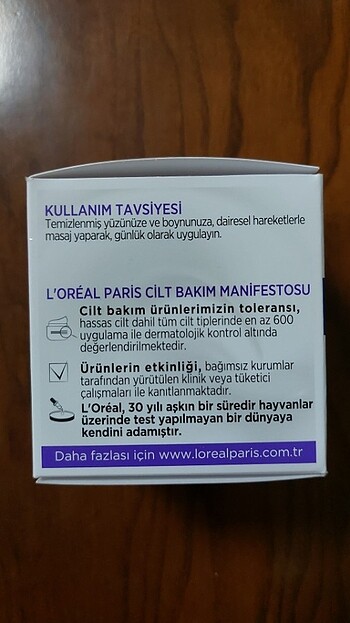 KULLANIM TAVSİYESİ
Temizlenmiş yüzünüze ve boynunuza, dairesel hareketlerle
masaj yaparak, günlük olarak uygulayın.
L'ORÉAL PARİS CİLT BAKIM MANİFESTOSU
Cilt bakım ürünlerimizin toleransı,
hassas cilt dahil tüm cilt tiplerinde en az 600
uygulama ile dermatolojik kontrol altında
değerlendirilmektedir.
Ürünlerin etkinliği, bağımsız kurumlar
tarafından yürütülen klinik veya tüketici
çalışmaları ile kanıtlanmaktadır.
L'Oréal, 30 yılı aşkın bir süredir hayvanlar
üzerinde test yapılmayan bir dünyaya
kendini adamıştır.
Daha fazlası için www.lorealparis.com.tr